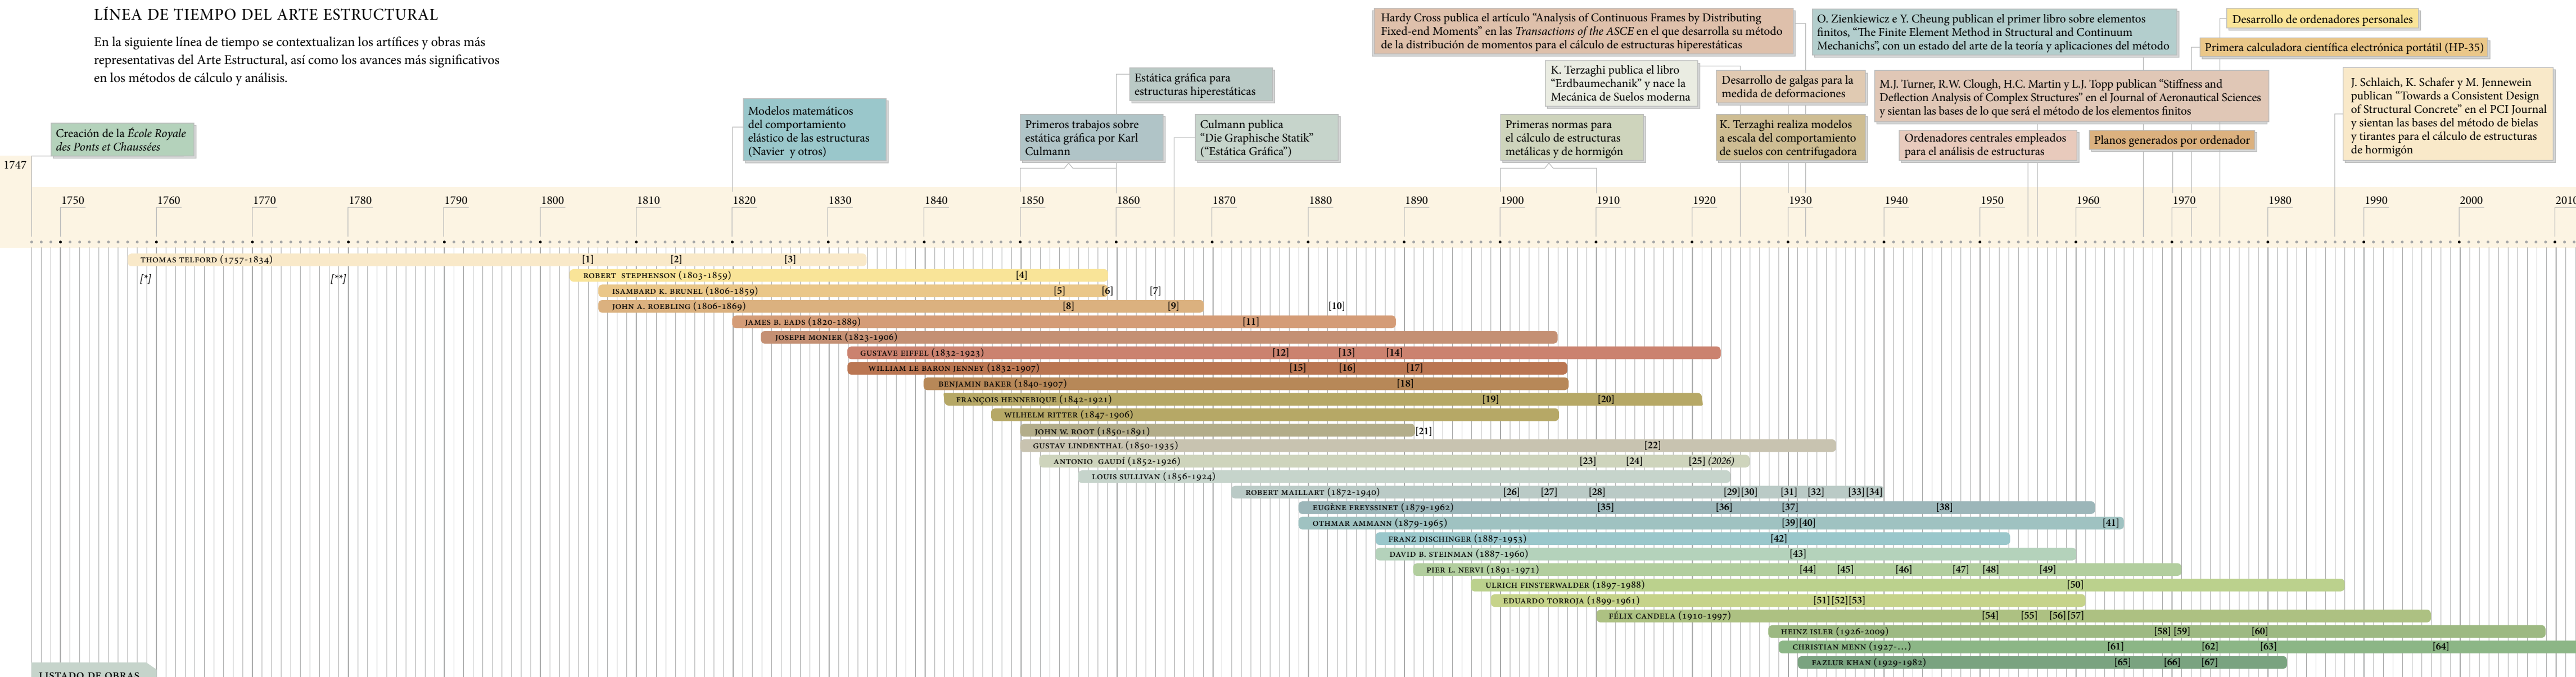 LÍNEA DE TIEMPO DEL ARTE ESTRUCTURAL
En la siguiente línea de tiempo se contextualizan los artífices y obras más
representativas del Arte Estructural, así como los avances más significativos
en los métodos de cálculo y análisis.
Creación de la École Royale
des Ponts et Chaussées
Modelos matemáticos
del comportamiento
elástico de las estructuras
(Navier y otros)
Estática gráfica para
estructuras hiperestáticas
Primeros trabajos sobre
estática gráfica por Karl
Culmann
Culmann publica
“Die Graphische Statik”
(“Estática Gráfica”)
Hardy Cross publica el artículo “Analysis of Continuous Frames by Distributing
Fixed-end Moments” en las Transactions of the ASCE en el que desarrolla su método
de la distribución de momentos para el cálculo de estructuras hiperestáticas
K. Terzaghi publica el libro
“Erdbaumechanik” y nace la
Mecánica de Suelos moderna
Primeras normas para
el cálculo de estructuras
metálicas y de hormigón
Desarrollo de galgas para la
medida de deformaciones
K. Terzaghi realiza modelos
a escala del comportamiento
de suelos con centrifugadora
O. Zienkiewicz e Y. Cheung publican el primer libro sobre elementos
finitos, “The Finite Element Method in Structural and Continuum
Mechanichs”, con un estado del arte de la teoría y aplicaciones del método
M.J. Turner, R.W. Clough, H.C. Martin y L.J. Topp publican “Stiffness and
Deflection Analysis of Complex Structures” en el Journal of Aeronautical Sciences
y sientan las bases de lo que será el método de los elementos finitos
Ordenadores centrales empleados
para el análisis de estructuras
Planos generados por ordenador
Desarrollo de ordenadores personales
Primera calculadora científica electrónica portátil (HP-35)
J. Schlaich, K. Schafer y M. Jennewein
publican “Towards a Consistent Design
of Structural Concrete” en el PCI Journal
y sientan las bases del método de bielas
y tirantes para el cálculo de estructuras
de hormigón
1747
1750 1760 1770 1780 1790 1800 1810 1820 1830 1840 1850 1860 1870 1880 1890 1900 1910 1920 1930 1940 1950 1960 1970 1980 1990 2000 2010
THOMAS TELFORD (1757-1834) [1] [2] [3]
[*] [**]
ROBERT STEPHENSON (1803-1859) [4]
ISAMBARD K. BRUNEL (1806-1859) [5] [6] [7]
JOHN A. ROEBLING (1806-1869) [8] [9] [10]
JAMES B. EADS (1820-1889) [11]
JOSEPH MONIER (1823-1906)
GUSTAVE EIFFEL (1832-1923) [12] [13] [14]
WILLIAM LE BARON JENNEY (1832-1907) [15] [16] [17]
BENJAMIN BAKER (1840-1907) [18]
FRANÇOIS HENNEBIQUE (1842-1921) [19] [20]
WILHELM RITTER (1847-1906)
JOHN W. ROOT (1850-1891) [21]
GUSTAV LINDENTHAL (1850-1935) [22]
ANTONIO GAUDÍ (1852-1926) [23] [24] [25] (2026)
LOUIS SULLIVAN (1856-1924)
ROBERT MAILLART (1872-1940) [26] [27] [28] [29] [30] [31] [32] [33] [34]
EUGÈNE FREYSSINET (1879-1962) [35] [36] [37] [38]
OTHMAR AMMANN (1879-1965) [39] [40] [41]
FRANZ DISCHINGER (1887-1953) [42]
DAVID B. STEINMAN (1887-1960) [43]
PIER L. NERVI (1891-1971) [44] [45] [46] [47] [48] [49]
ULRICH FINSTERWALDER (1897-1988) [50]
EDUARDO TORROJA (1899-1961) [51] [52] [53]
FÉLIX CANDELA (1910-1997) [54] [55] [56] [57]
HEINZ ISLER (1926-2009) [58] [59] [60]
CHRISTIAN MENN (1927-...) [61] [62] [63] [64]
FAZLUR KHAN (1929-1982) [65] [66] [67]
LISTADO DE OBRAS